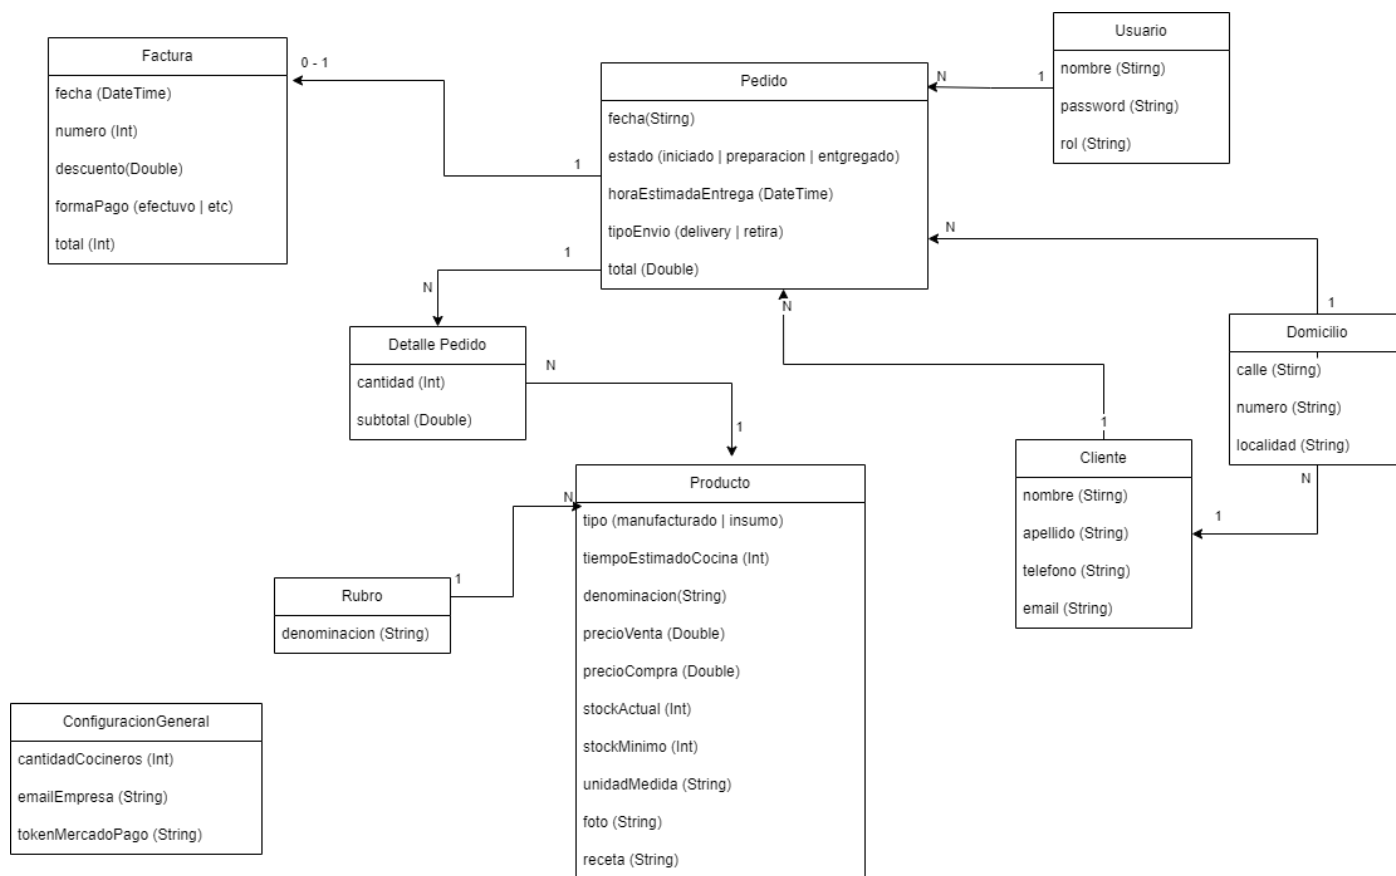 Factura
fecha (DateTime)
numero (Int)
descuento(Double)
formaPago (efectuvo | etc)
total (Int)
0 - 1
1
Pedido
fecha(Stirng)
estado (iniciado | preparacion | entgregado)
horaEstimadaEntrega (DateTime)
tipoEnvio (delivery | retira)
total (Double)
N
1
Usuario
nombre (Stirng)
password (String)
rol (String)
1
N
Detalle Pedido
cantidad (Int)
subtotal (Double)
N
1
N
1
Domicilio
calle (Stirng)
numero (String)
localidad (String)
N
1
N
1
Cliente
nombre (Stirng)
apellido (String)
telefono (String)
email (String)
Producto
tipo (manufacturado | insumo)
tiempoEstimadoCocina (Int)
denominacion(String)
precioVenta (Double)
precioCompra (Double)
stockActual (Int)
stockMinimo (Int)
unidadMedida (String)
foto (String)
receta (String)
N
1
Rubro
denominacion (String)
ConfiguracionGeneral
cantidadCocineros (Int)
emailEmpresa (String)
tokenMercadoPago (String)